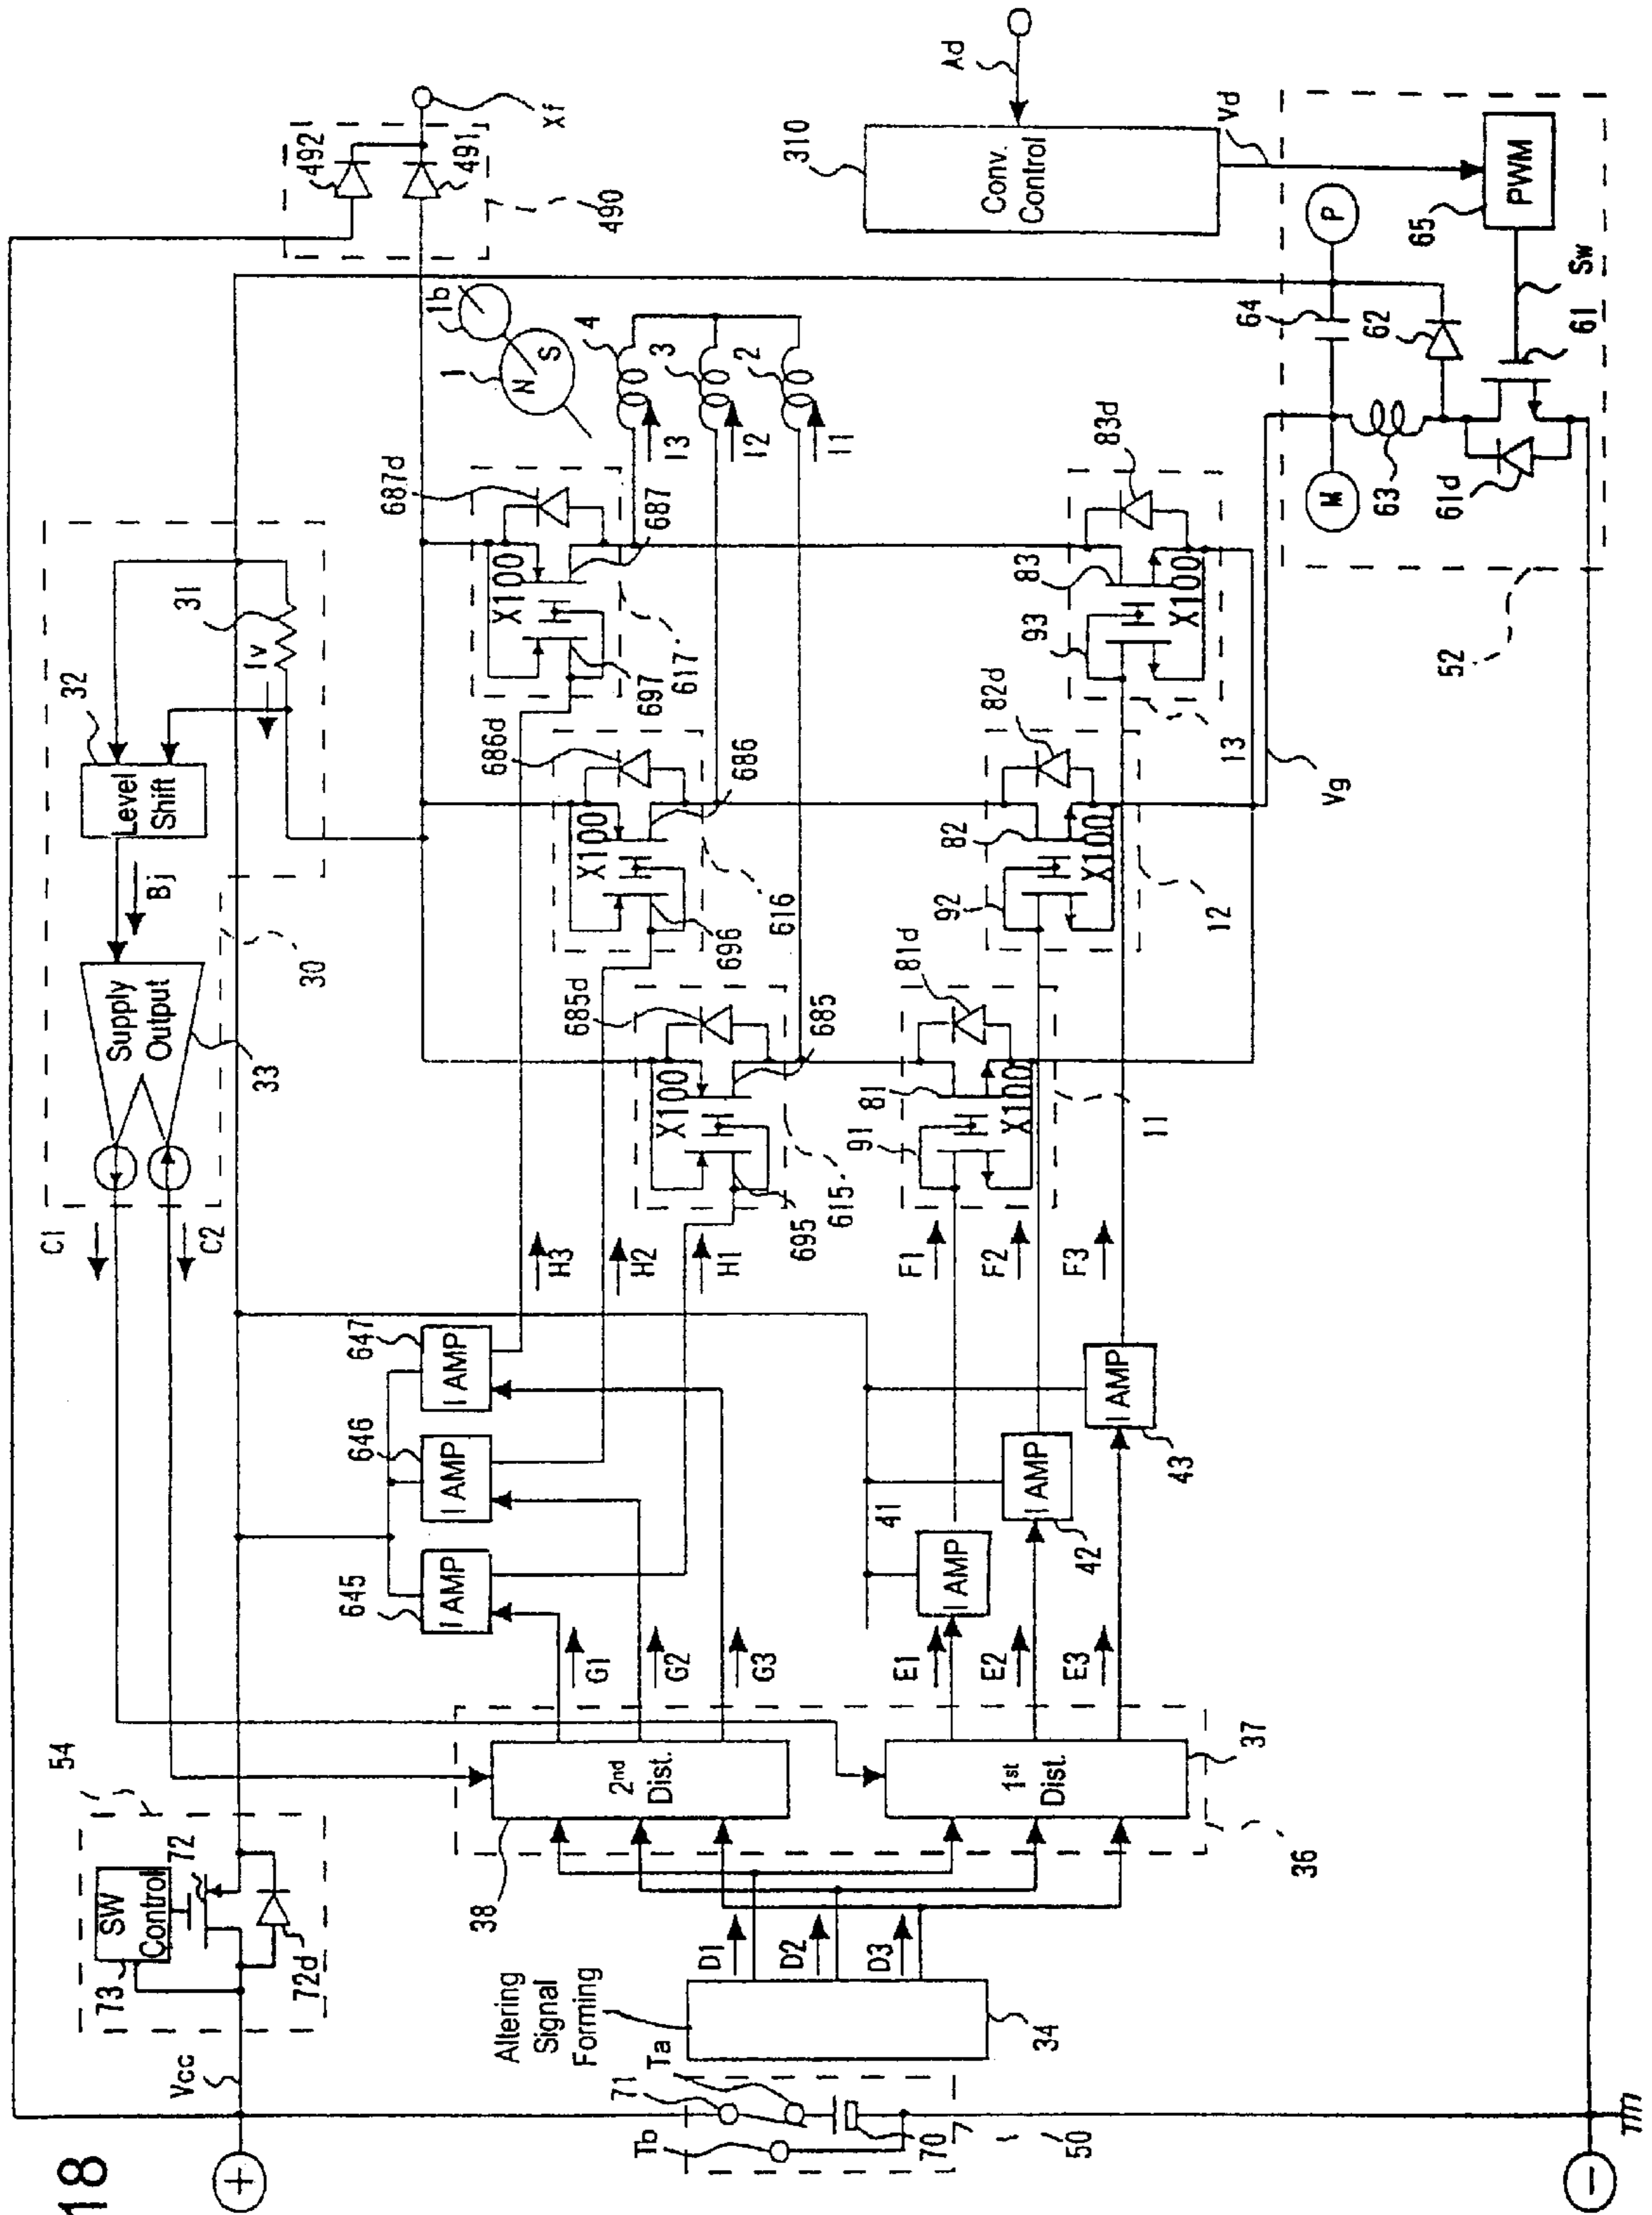 18
Vcc
54
SW
Control
73
72
72d
C1
C2
33
Supply
Output
Bj
30
Level
Shift
32
31
Iv
492
491
Xf
490
645
I AMP
646
I AMP
647
I AMP
H3
H2
H1
G1
G2
G3
685d
X100
685
695
615
686d
X100
686
696
616
687d
X100
687
697
617
1
1b
N
S
4
3
2
I3
I2
I1
310
Conv.
Control
Ad
Vd
38
2nd
Dist.
1st
Dist.
37
36
D1
D2
D3
Altering
Signal
Forming
34
Ta
71
Tb
70
50
E1
E2
E3
41
I AMP
I AMP
42
I AMP
43
F1
F2
F3
91
81
81d
X100
11
92
82
82d
X100
12
93
83
83d
X100
13
Vg
M
P
64
62
63
61d
61
65
PWM
Sw
52
+
−